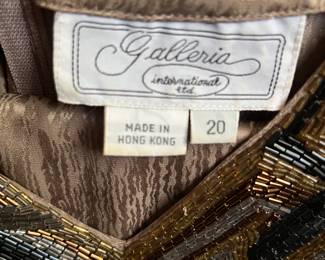 Galleria
international
ltd.
MADE IN
HONG KONG
20